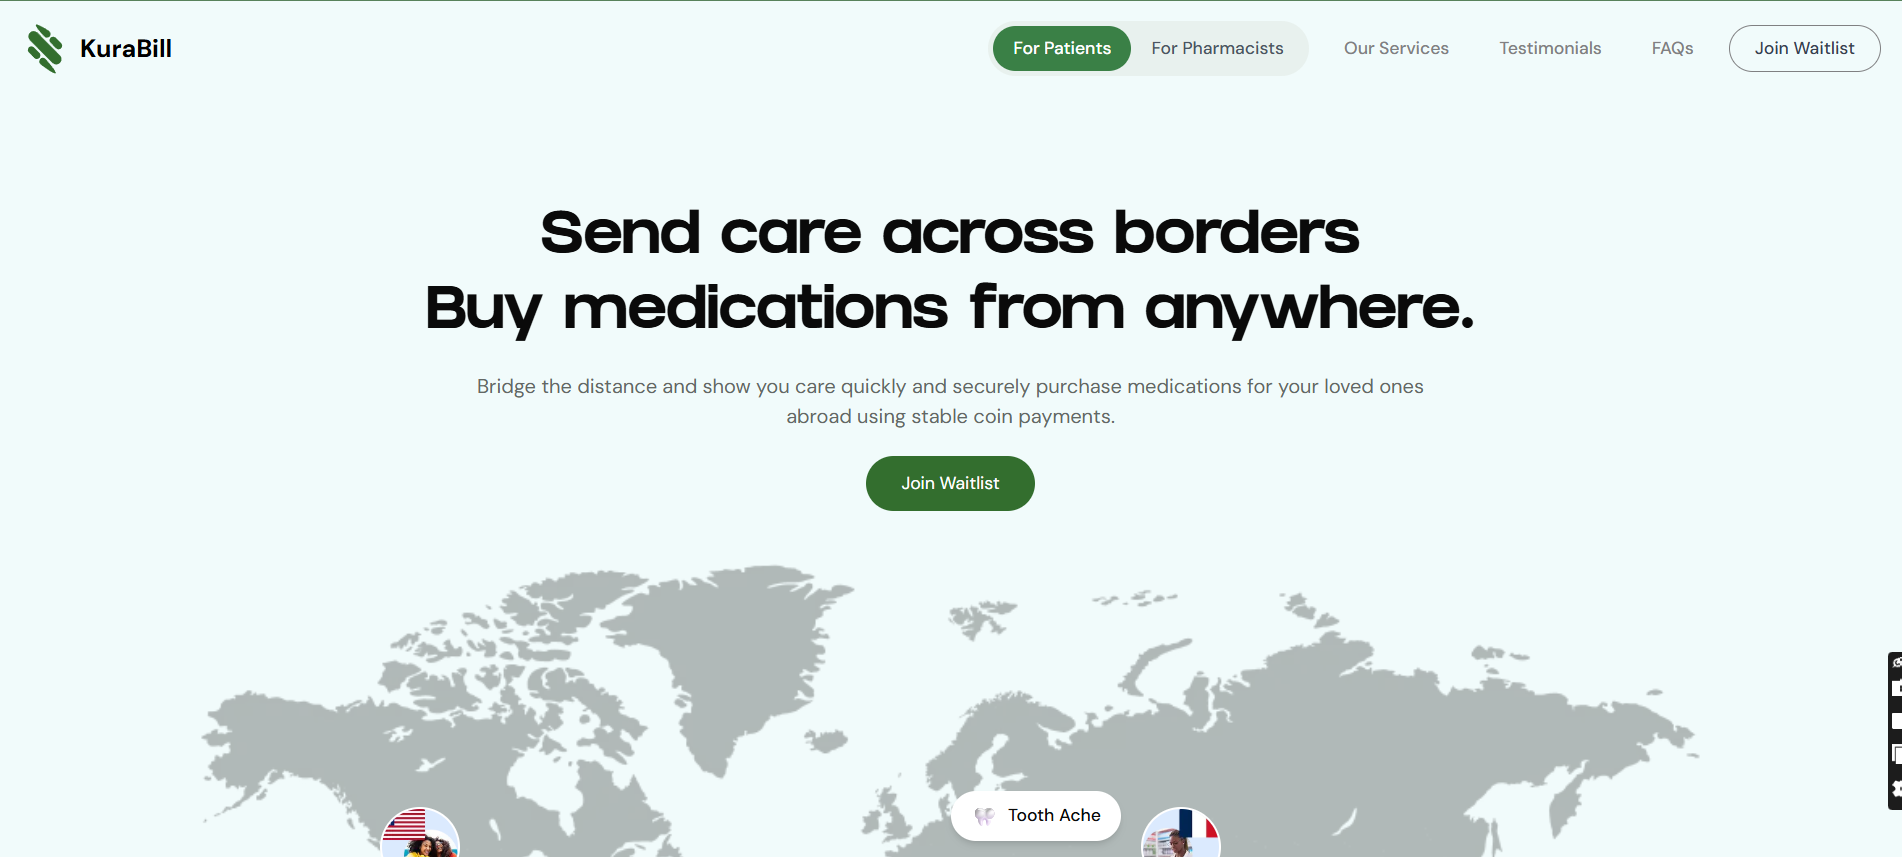 KuraBill
For Patients
For Pharmacists
Our Services
Testimonials
FAQs
Join Waitlist
Send care across borders
Buy medications from anywhere.
Bridge the distance and show you care quickly and securely purchase medications for your loved ones
abroad using stable coin payments.
Join Waitlist
Tooth Ache